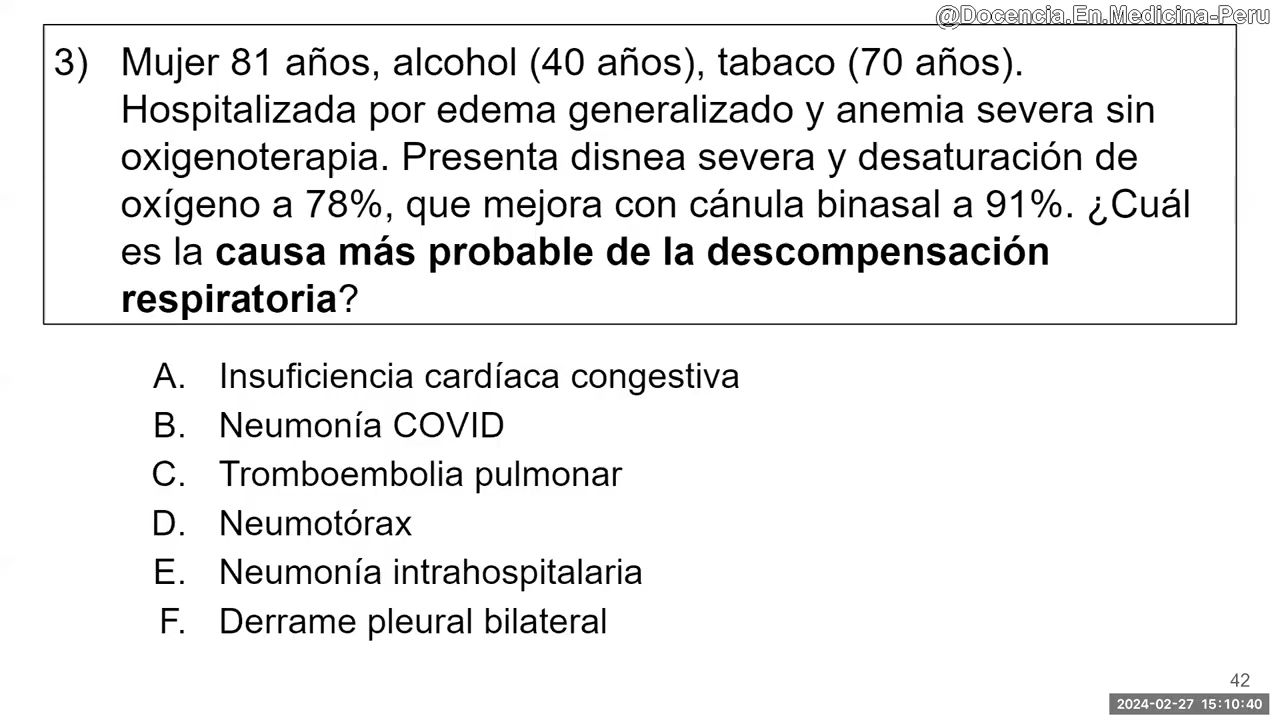 @Docencia.En.Medicina-Peru
3) Mujer 81 años, alcohol (40 años), tabaco (70 años).
Hospitalizada por edema generalizado y anemia severa sin
oxigenoterapia. Presenta disnea severa y desaturación de
oxígeno a 78%, que mejora con cánula binasal a 91%. ¿Cuál
es la causa más probable de la descompensación
respiratoria?
A. Insuficiencia cardíaca congestiva
B. Neumonía COVID
C. Tromboembolia pulmonar
D. Neumotórax
E. Neumonía intrahospitalaria
F. Derrame pleural bilateral
42
2024-02-27 15:10:40